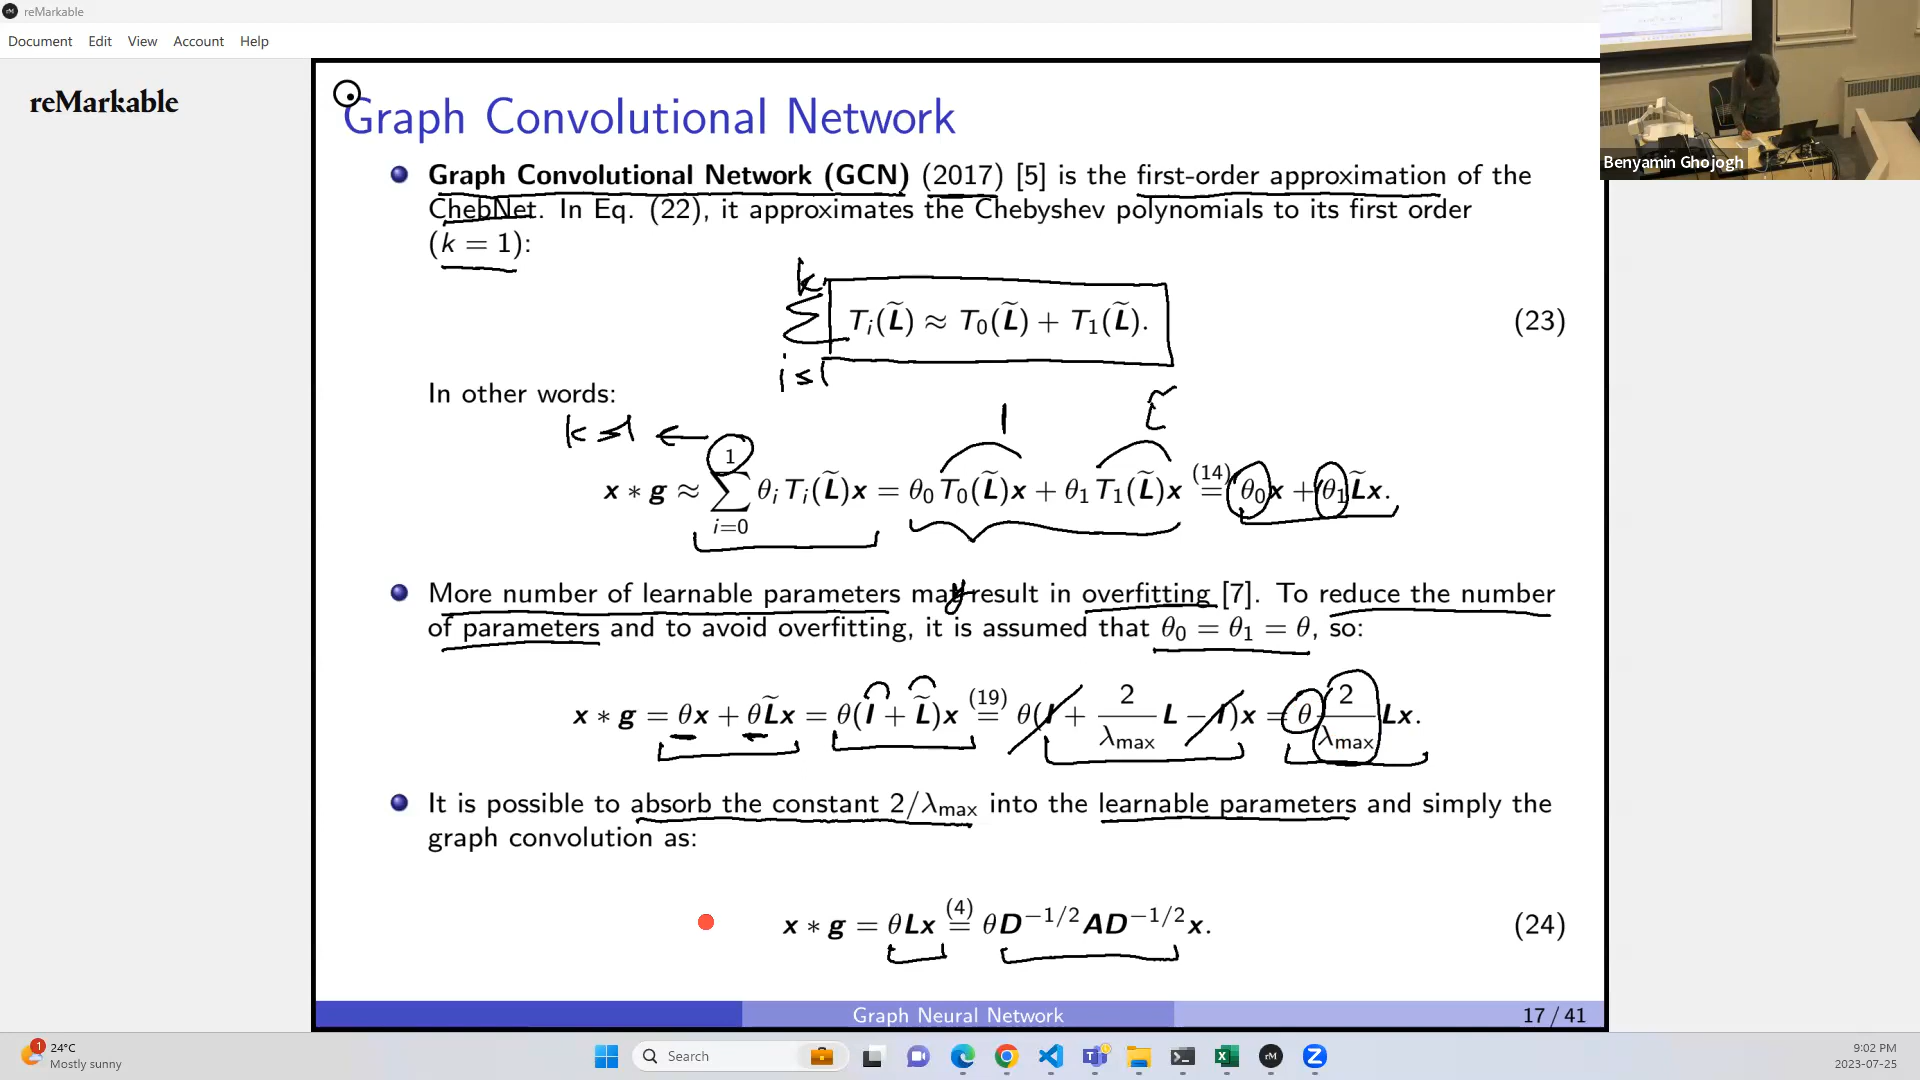 reMarkable
Document Edit View Account Help
reMarkable
Benyamin Ghojogh
Graph Convolutional Network
Graph Convolutional Network (GCN) (2017) [5] is the first-order approximation of the
ChebNet. In Eq. (22), it approximates the Chebyshev polynomials to its first order
(k = 1):
k
∑ T_i(L̃) ≈ T_0(L̃) + T_1(L̃). (23)
i=1
In other words:
k=1 ← 1 L̃
x ∗ g ≈ ∑_{i=0}^{1} θ_i T_i(L̃)x = θ_0 T_0(L̃)x + θ_1 T_1(L̃)x (14)= θ_0 x + θ_1 L̃x.
More number of learnable parameters may result in overfitting [7]. To reduce the number
of parameters and to avoid overfitting, it is assumed that θ_0 = θ_1 = θ, so:
x ∗ g = θx + θL̃x = θ(I + L̃)x (19)= θ(I + 2/λ_max L − I)x = θ 2/λ_max Lx.
It is possible to absorb the constant 2/λ_max into the learnable parameters and simply the
graph convolution as:
x ∗ g = θLx (4)= θD^{−1/2}AD^{−1/2}x. (24)
Graph Neural Network 17 / 41
1
24°C
Mostly sunny
Search
9:02 PM
2023-07-25